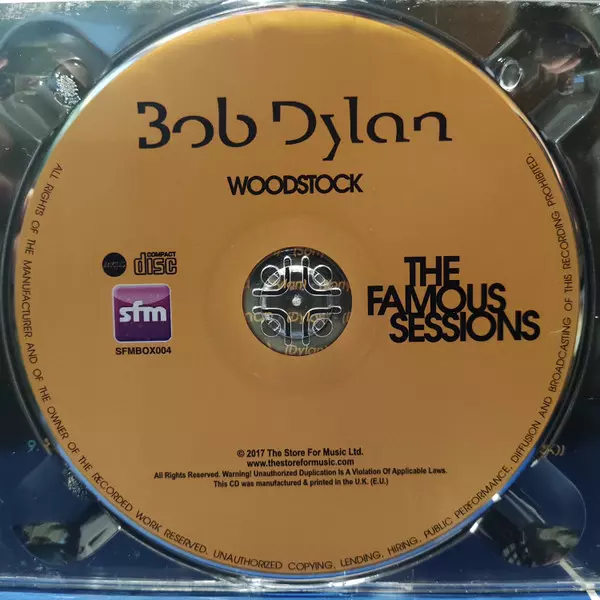 Bob Dylan
WOODSTOCK
COMPACT
disc
sfm
SFMBOX004
THE
FAMOUS
SESSIONS
© 2017 The Store For Music Ltd.
www.thestoreformusic.com
All Rights Reserved. Warning! Unauthorized Duplication Is A Violation Of Applicable Laws.
This CD was manufactured & printed in the U.K. (E.U.)
ALL RIGHTS OF THE MANUFACTURER AND OF THE OWNER OF THE RECORDED WORK RESERVED. UNAUTHORIZED COPYING, LENDING, HIRING, PUBLIC PERFORMANCE, DIFFUSION AND BROADCASTING OF THIS RECORDING PROHIBITED.